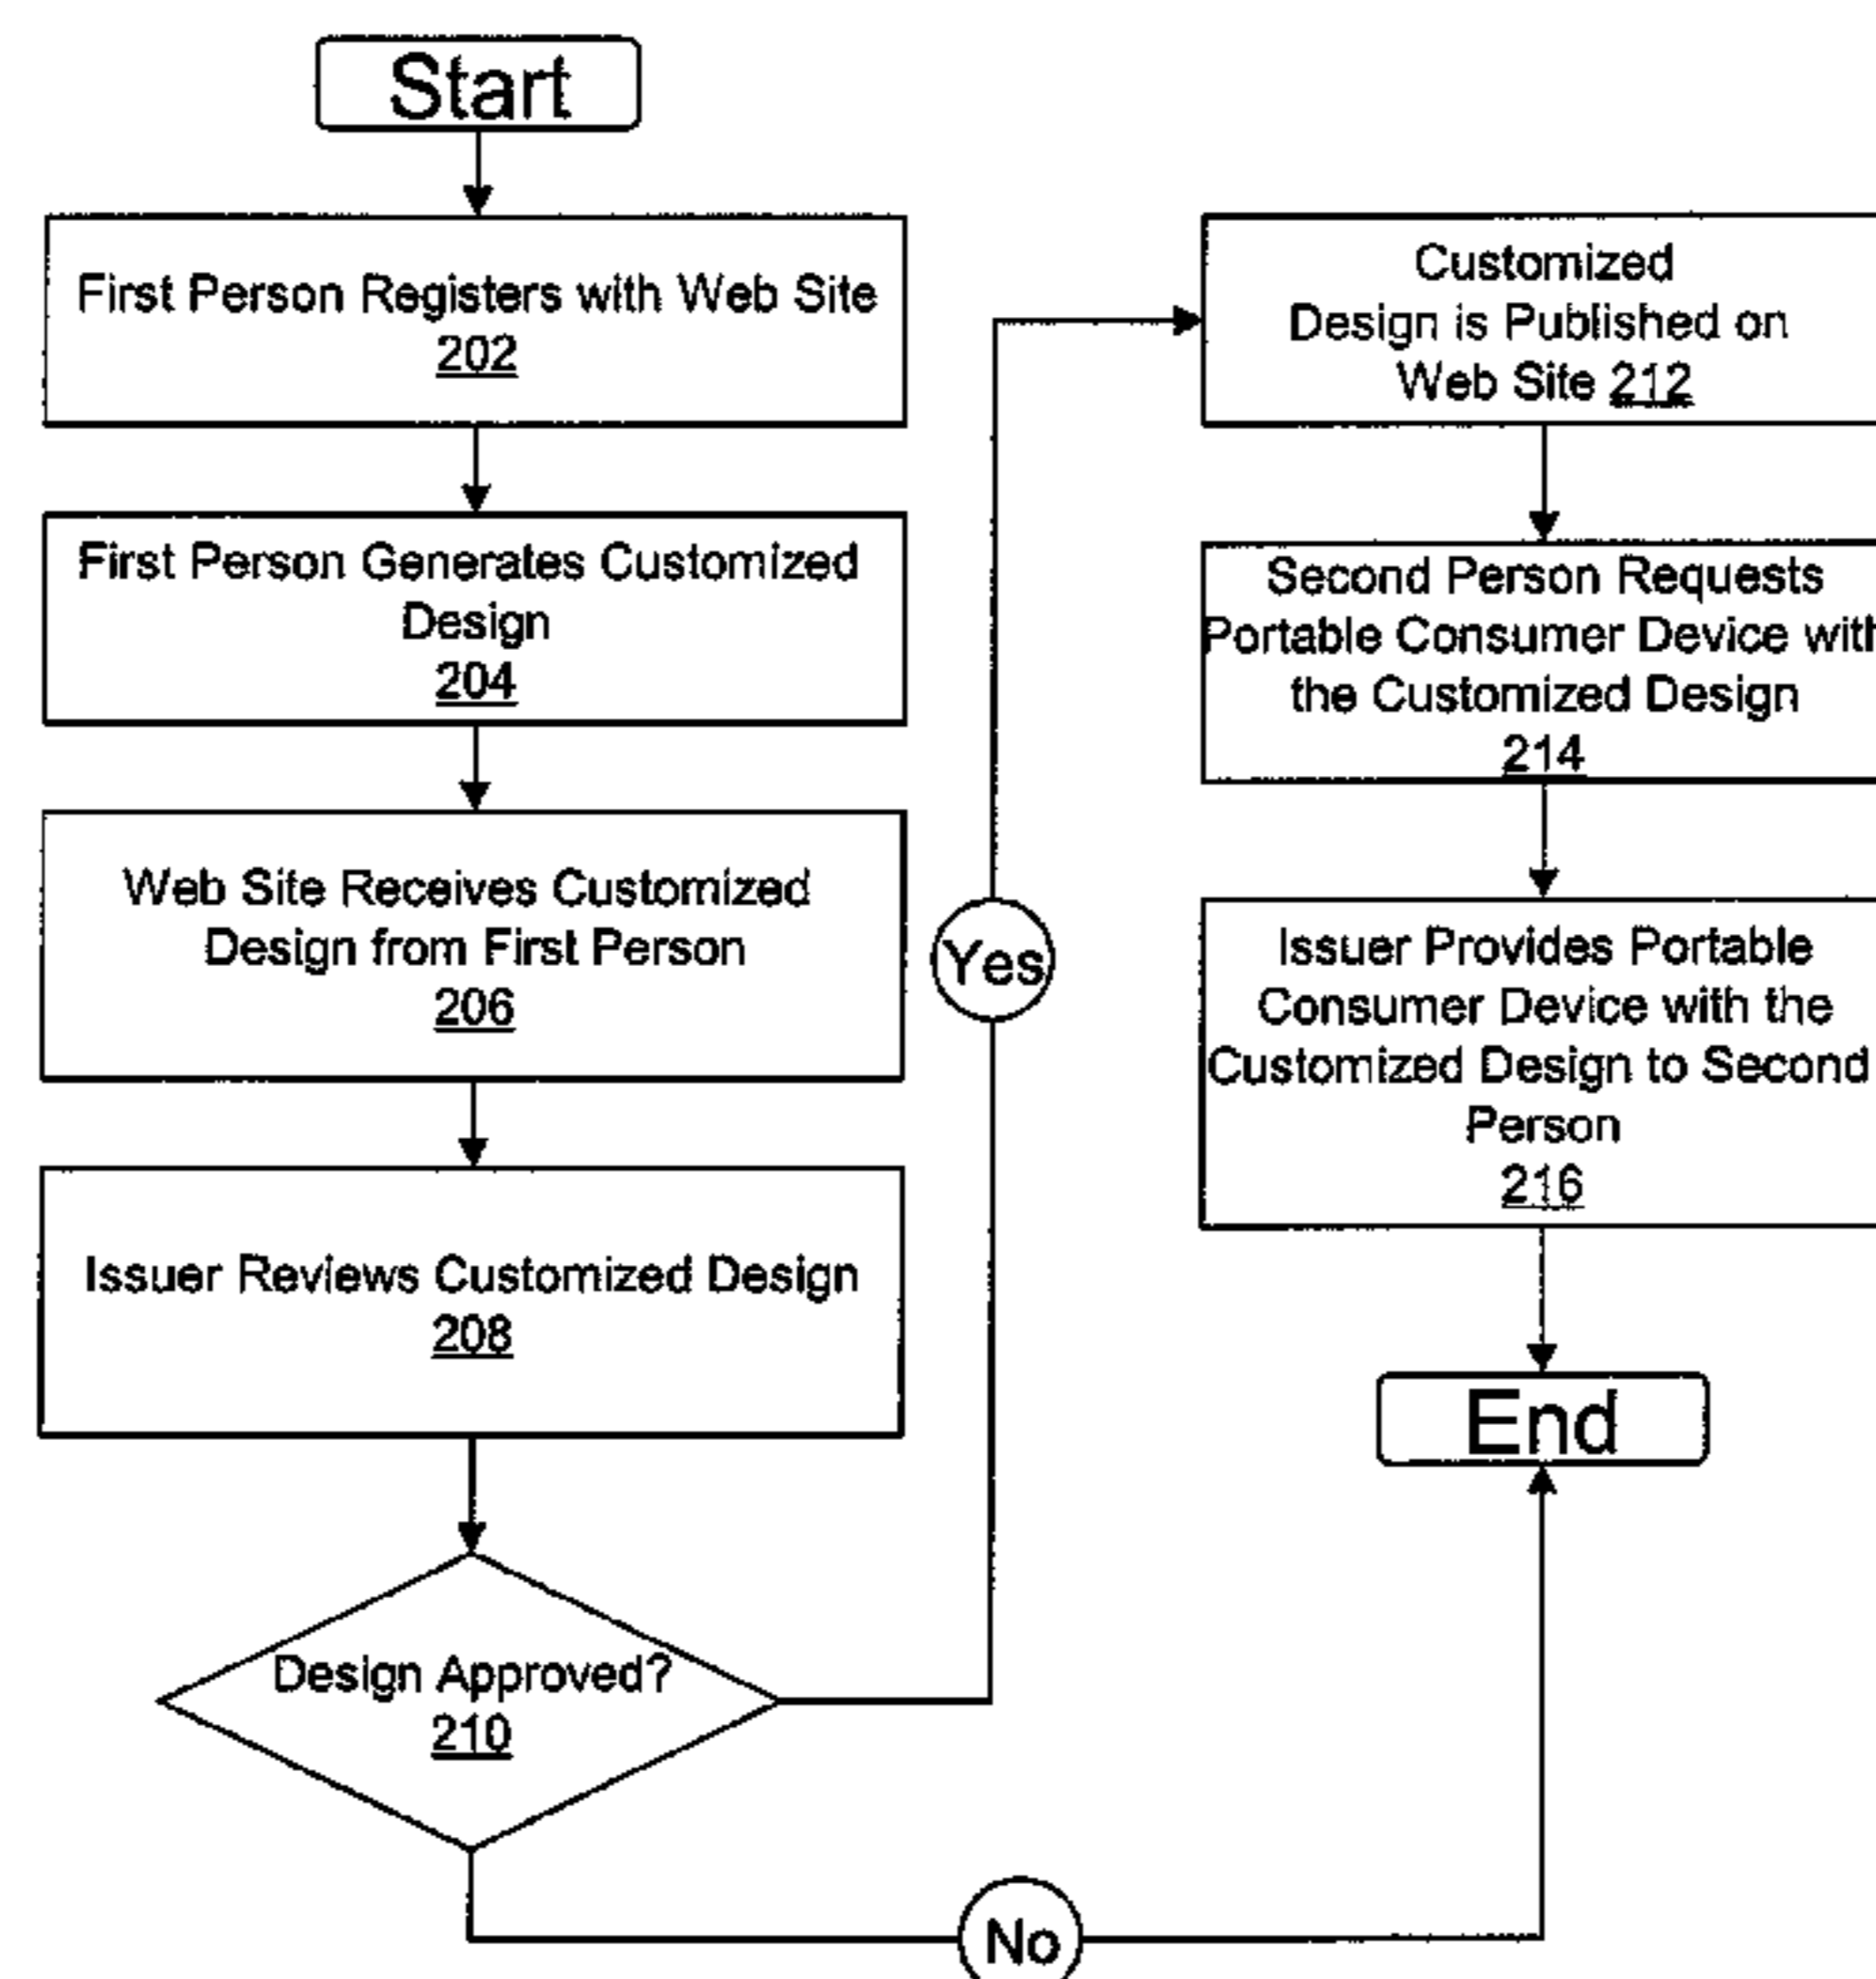 Start
First Person Registers with Web Site
202
First Person Generates Customized
Design
204
Web Site Receives Customized
Design from First Person
206
Issuer Reviews Customized Design
208
Design Approved?
210
Yes
No
Customized
Design is Published on
Web Site 212
Second Person Requests
Portable Consumer Device with
the Customized Design
214
Issuer Provides Portable
Consumer Device with the
Customized Design to Second
Person
216
End